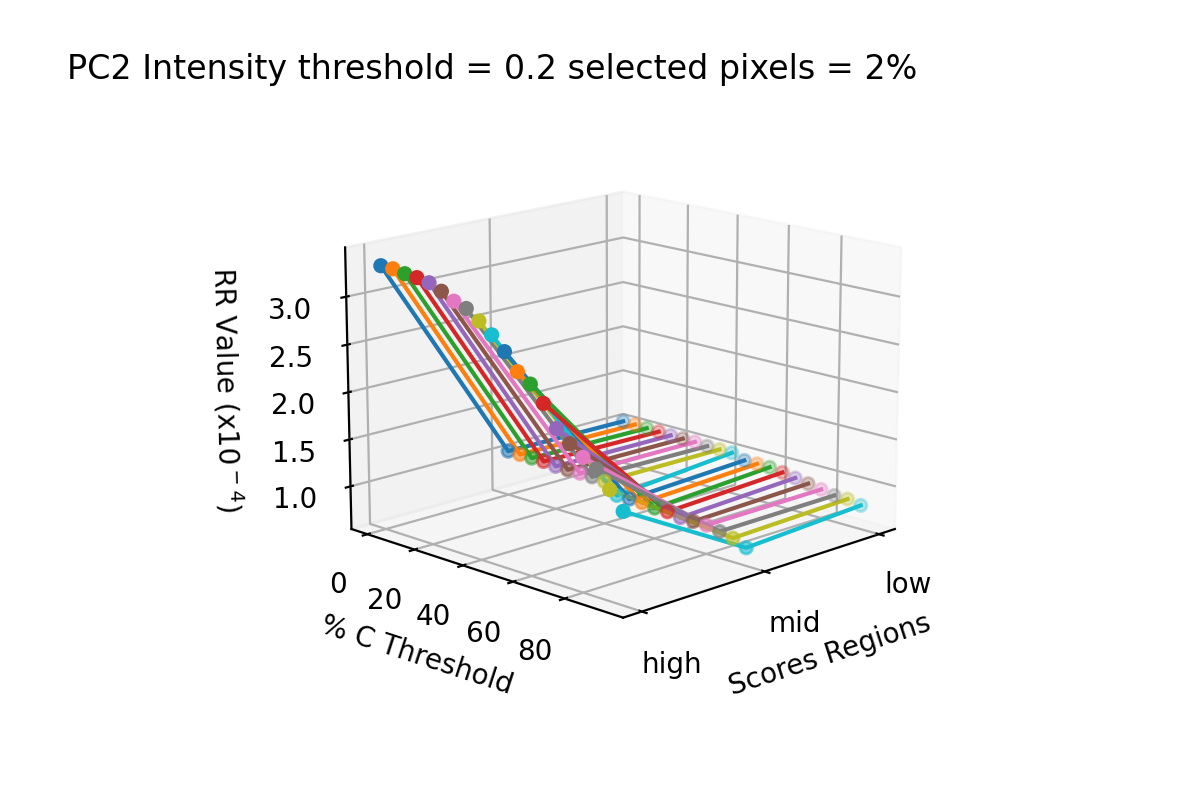 PC2 Intensity threshold = 0.2 selected pixels = 2%
RR Value (x10⁻⁴)
3.0
2.5
2.0
1.5
1.0
0
20
40
60
80
% C Threshold
high
mid
low
Scores Regions